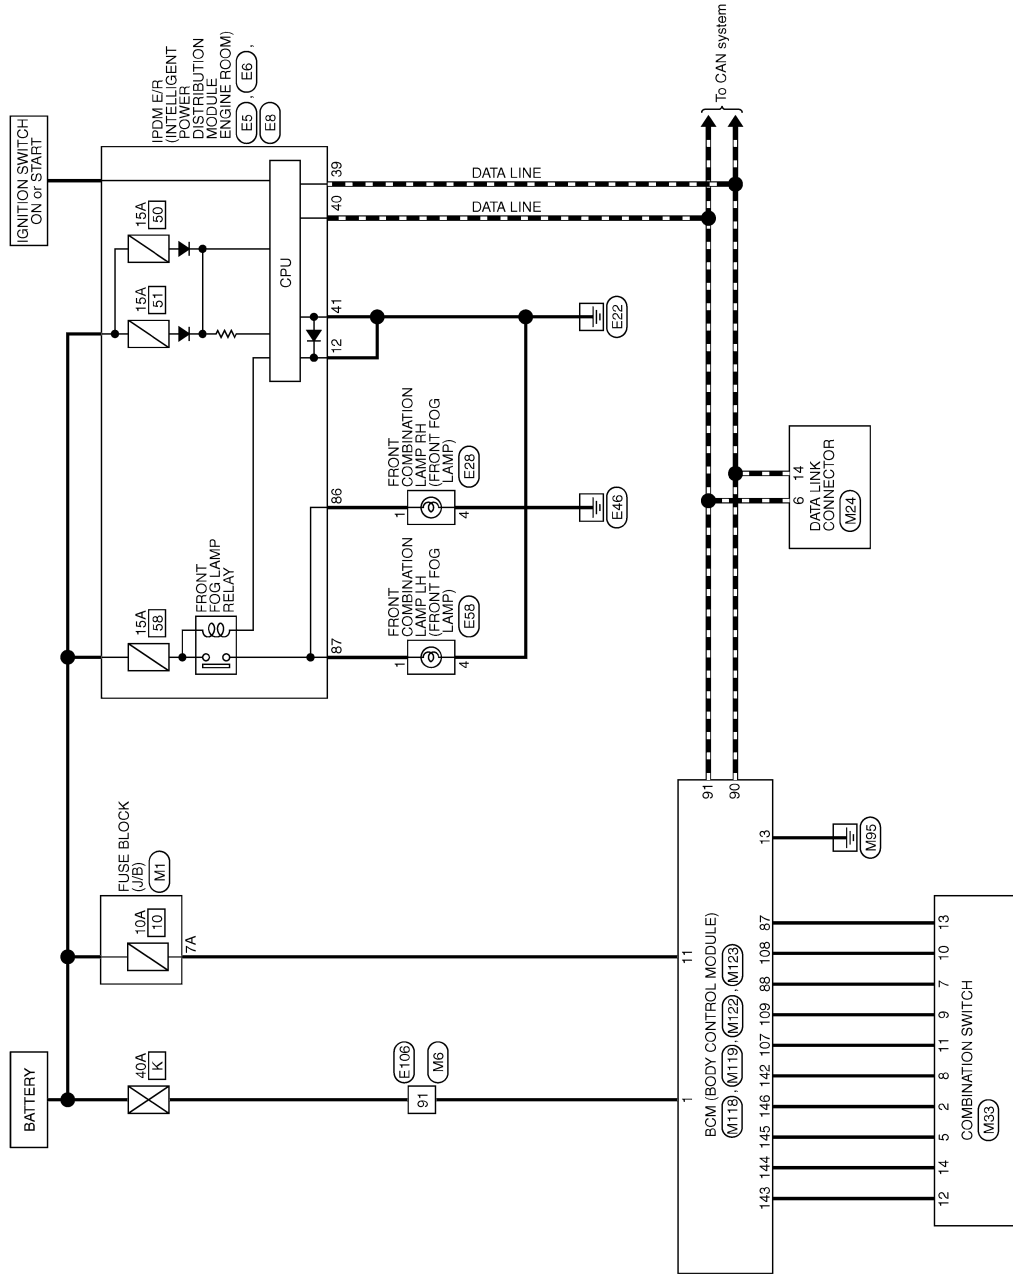 IGNITION SWITCH
ON or START
IPDM E/R
(INTELLIGENT
POWER
DISTRIBUTION
MODULE
ENGINE ROOM)
E5 , E6 ,
E8
15A
50
15A
51
CPU
39
40
41
12
DATA LINE
DATA LINE
To CAN system
E22
15A
58
FRONT
FOG LAMP
RELAY
86
87
FRONT
COMBINATION
LAMP RH
(FRONT FOG
LAMP)
E28
1
4
E46
FRONT
COMBINATION
LAMP LH
(FRONT FOG
LAMP)
E58
1
4
6
14
DATA LINK
CONNECTOR
M24
FUSE BLOCK
(J/B)
M1
10A
10
7A
BATTERY
40A
K
E106
M6
91
1
11
91
90
13
M95
BCM (BODY CONTROL MODULE)
M118 , M119 , M122 , M123
143
144
145
146
142
107
109
88
108
87
12
14
5
2
8
11
9
7
10
13
COMBINATION SWITCH
M33